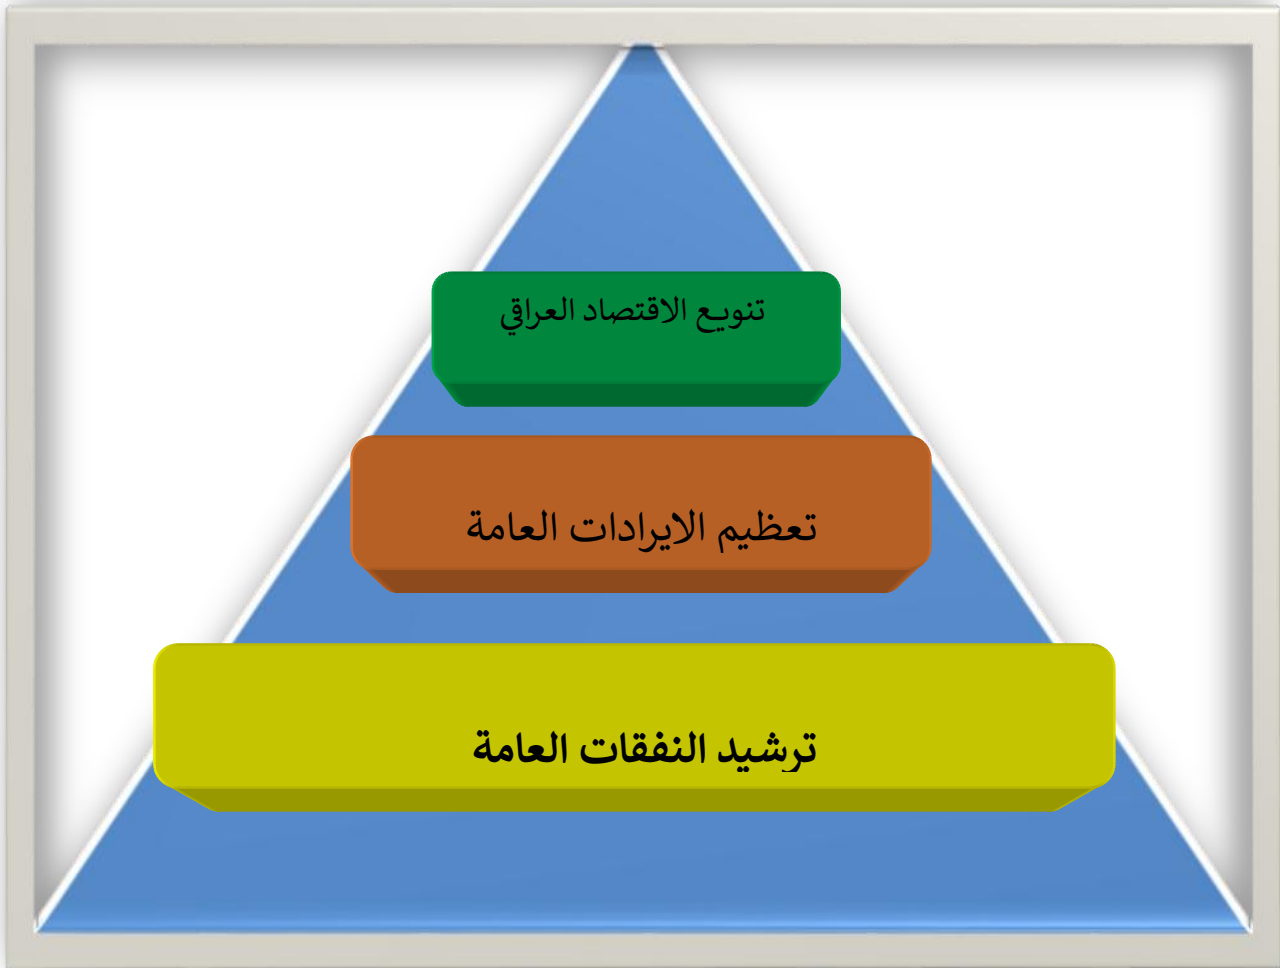 تنويع الاقتصاد العراقي
تعظيم الايرادات العامة
ترشيد النفقات العامة